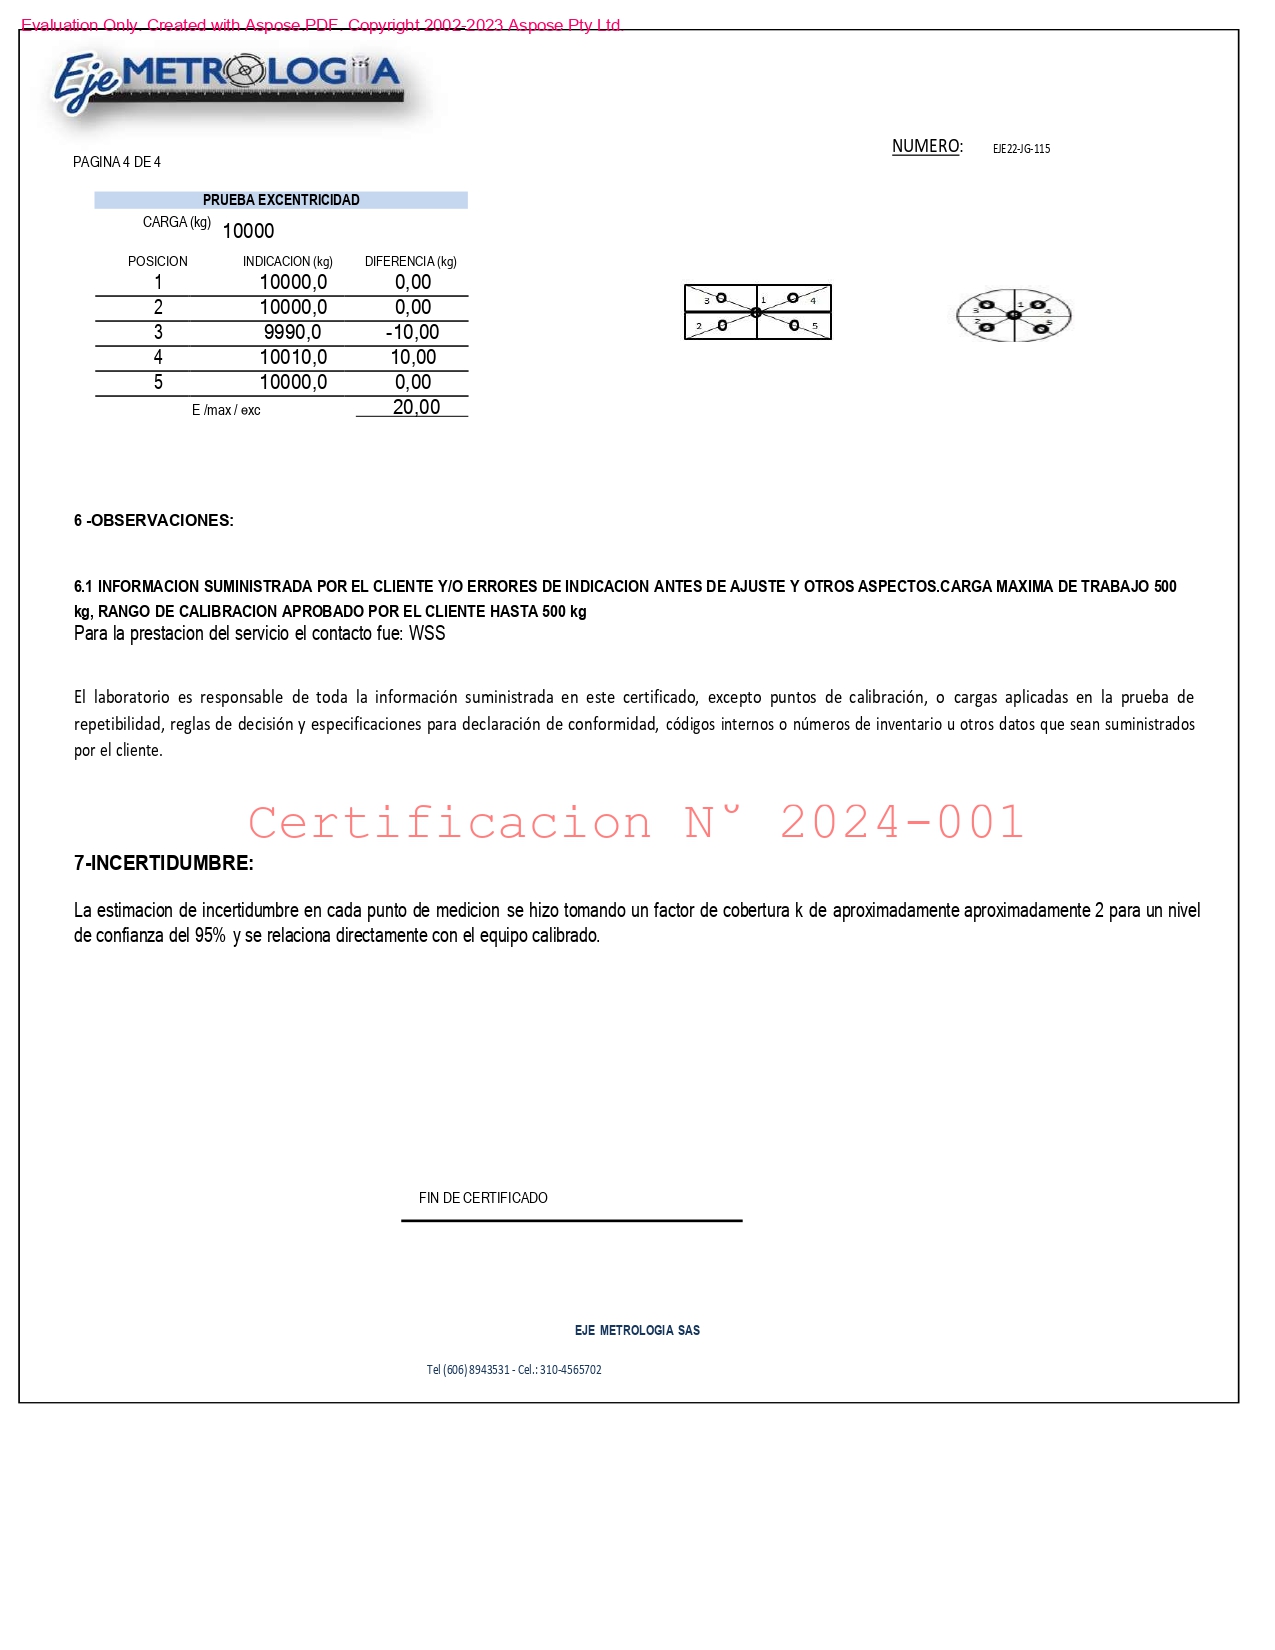 Evaluation Only. Created with Aspose.PDF. Copyright 2002-2023 Aspose Pty Ltd.
Eje METROLOGIA
NUMERO: EJE22-JG-115
PAGINA 4 DE 4
PRUEBA EXCENTRICIDAD
CARGA (kg) 10000
POSICION INDICACION (kg) DIFERENCIA (kg)
1 10000,0 0,00
2 10000,0 0,00
3 9990,0 -10,00
4 10010,0 10,00
5 10000,0 0,00
E /max / exc 20,00
3 1 4
2 5
3 1 4
2 5
6 -OBSERVACIONES:
6.1 INFORMACION SUMINISTRADA POR EL CLIENTE Y/O ERRORES DE INDICACION ANTES DE AJUSTE Y OTROS ASPECTOS.CARGA MAXIMA DE TRABAJO 500
kg, RANGO DE CALIBRACION APROBADO POR EL CLIENTE HASTA 500 kg
Para la prestacion del servicio el contacto fue: WSS
El laboratorio es responsable de toda la información suministrada en este certificado, excepto puntos de calibración, o cargas aplicadas en la prueba de
repetibilidad, reglas de decisión y especificaciones para declaración de conformidad, códigos internos o números de inventario u otros datos que sean suministrados
por el cliente.
Certificacion N˘ 2024-001
7-INCERTIDUMBRE:
La estimacion de incertidumbre en cada punto de medicion se hizo tomando un factor de cobertura k de aproximadamente aproximadamente 2 para un nivel
de confianza del 95% y se relaciona directamente con el equipo calibrado.
FIN DE CERTIFICADO
EJE METROLOGIA SAS
Tel (606) 8943531 - Cel.: 310-4565702